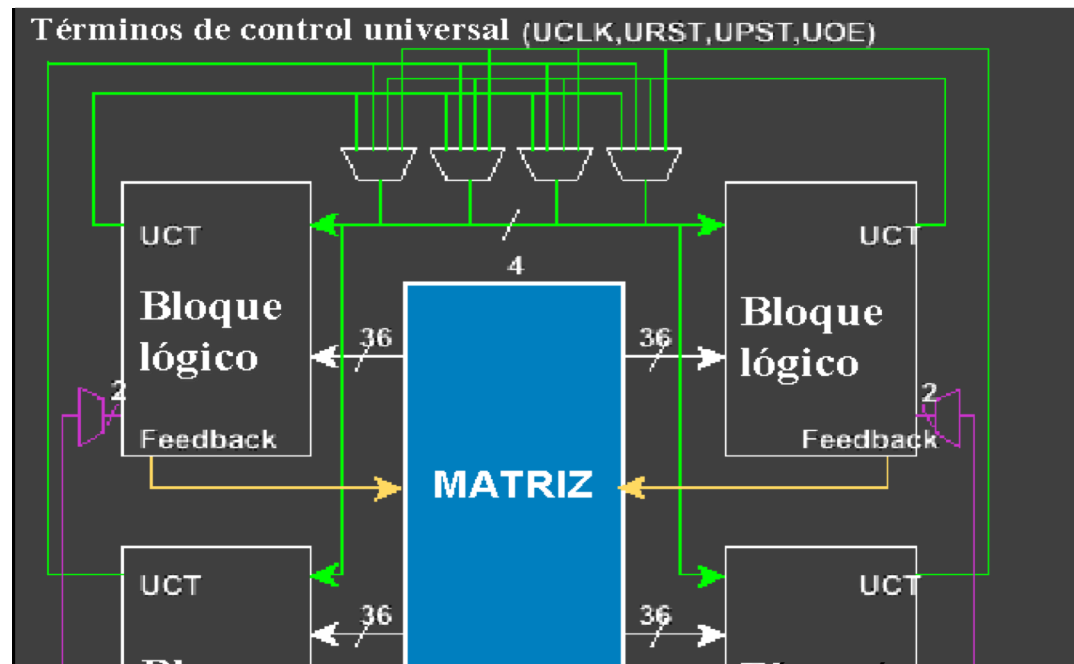 Términos de control universal (UCLK,URST,UPST,UOE)
UCT
UCT
4
Bloque
lógico
Bloque
lógico
36
36
2
2
Feedback
Feedback
MATRIZ
UCT
UCT
36
36